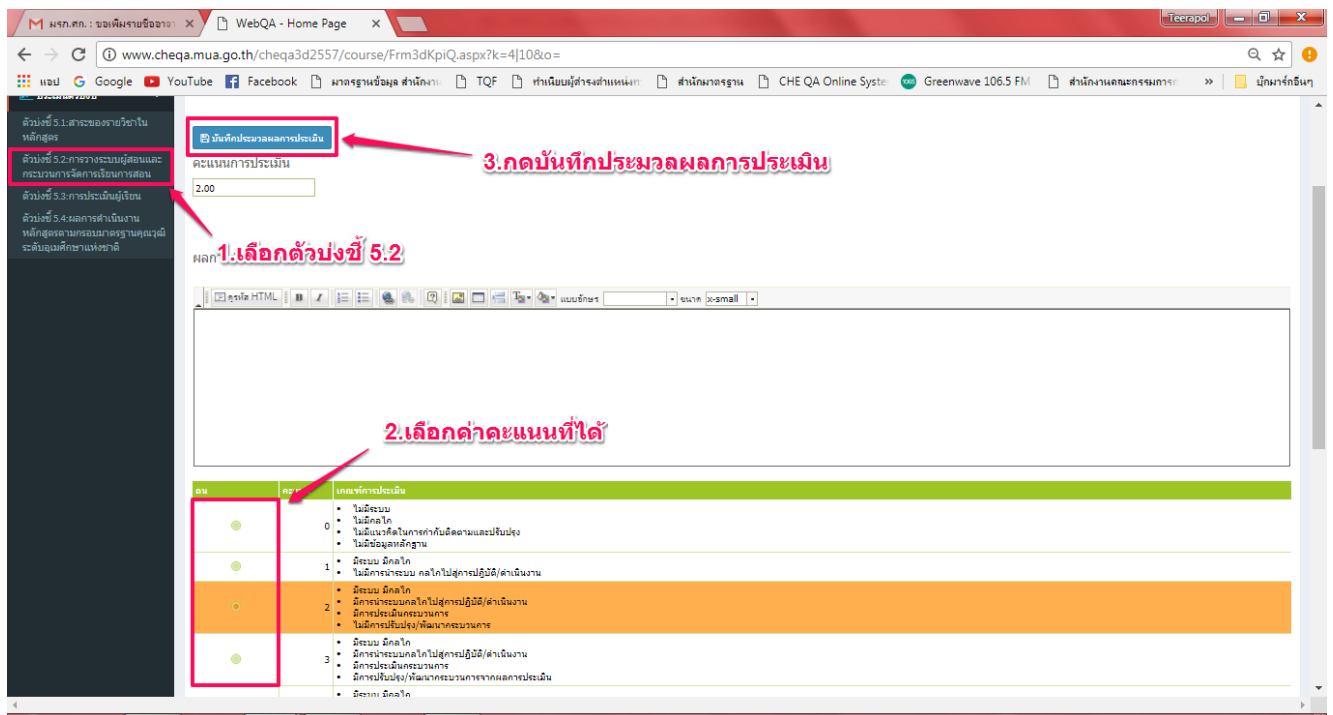 มรภ.ศก. : ขอเพิ่มรายชื่ออาจา
WebQA - Home Page
Teerapol
www.cheqa.mua.go.th/cheqa3d2557/course/Frm3dKpiQ.aspx?k=4|10&o=
แอป Google YouTube Facebook มาตรฐานข้อมูล สำนักงาน TQF ทำเนียบผู้ดำรงตำแหน่งทา สำนักมาตรฐาน CHE QA Online Syste Greenwave 106.5 FM สำนักงานคณะกรรมการก » บุ๊กมาร์กอื่นๆ
ประเมินตัวบ่งชี้
ตัวบ่งชี้ 5.1:สาระของรายวิชาใน
หลักสูตร
ตัวบ่งชี้ 5.2:การวางระบบผู้สอนและ
กระบวนการจัดการเรียนการสอน
ตัวบ่งชี้ 5.3:การประเมินผู้เรียน
ตัวบ่งชี้ 5.4:ผลการดำเนินงาน
หลักสูตรตามกรอบมาตรฐานคุณวุฒิ
ระดับอุดมศึกษาแห่งชาติ
บันทึกประมวลผลการประเมิน
3.กดบันทึกประมวลผลการประเมิน
คะแนนการประเมิน
2.00
1.เลือกตัวบ่งชี้ 5.2
ผลก
ดูรหัส HTML B I แบบอักษร ขนาด x-small
2.เลือกค่าคะแนนที่ได้
ตน เกณฑ์การประเมิน
0
• ไม่มีระบบ
• ไม่มีกลไก
• ไม่มีแนวคิดในการกำกับติดตามและปรับปรุง
• ไม่มีข้อมูลหลักฐาน
1
• มีระบบ มีกลไก
• ไม่มีการนำระบบ กลไกไปสู่การปฏิบัติ/ดำเนินงาน
2
• มีระบบ มีกลไก
• มีการนำระบบกลไกไปสู่การปฏิบัติ/ดำเนินงาน
• มีการประเมินกระบวนการ
• ไม่มีการปรับปรุง/พัฒนากระบวนการ
3
• มีระบบ มีกลไก
• มีการนำระบบกลไกไปสู่การปฏิบัติ/ดำเนินงาน
• มีการประเมินกระบวนการ
• มีการปรับปรุง/พัฒนากระบวนการจากผลการประเมิน
• มีระบบ มีกลไก